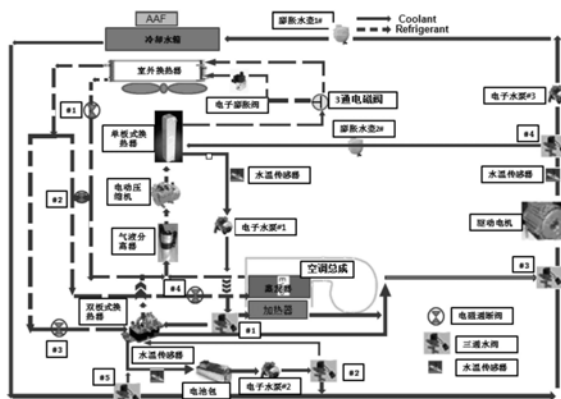 AAF
膨胀水壶1#
Coolant
Refrigerant
冷却水箱
室外换热器
#1
电子膨胀阀
3通电磁阀
电子水泵#3
单板式换
热器
膨胀水壶2#
#4
水温传感器
水温传感器
#2
电动压
缩机
气液分
离器
电子水泵#1
驱动电机
空调总成
#3
#4
蒸发器
加热器
双板式换
热器
#1
电磁通断阀
#3
水温传感器
三通水阀
#5
电池包
电子水泵#2
#2
水温传感器